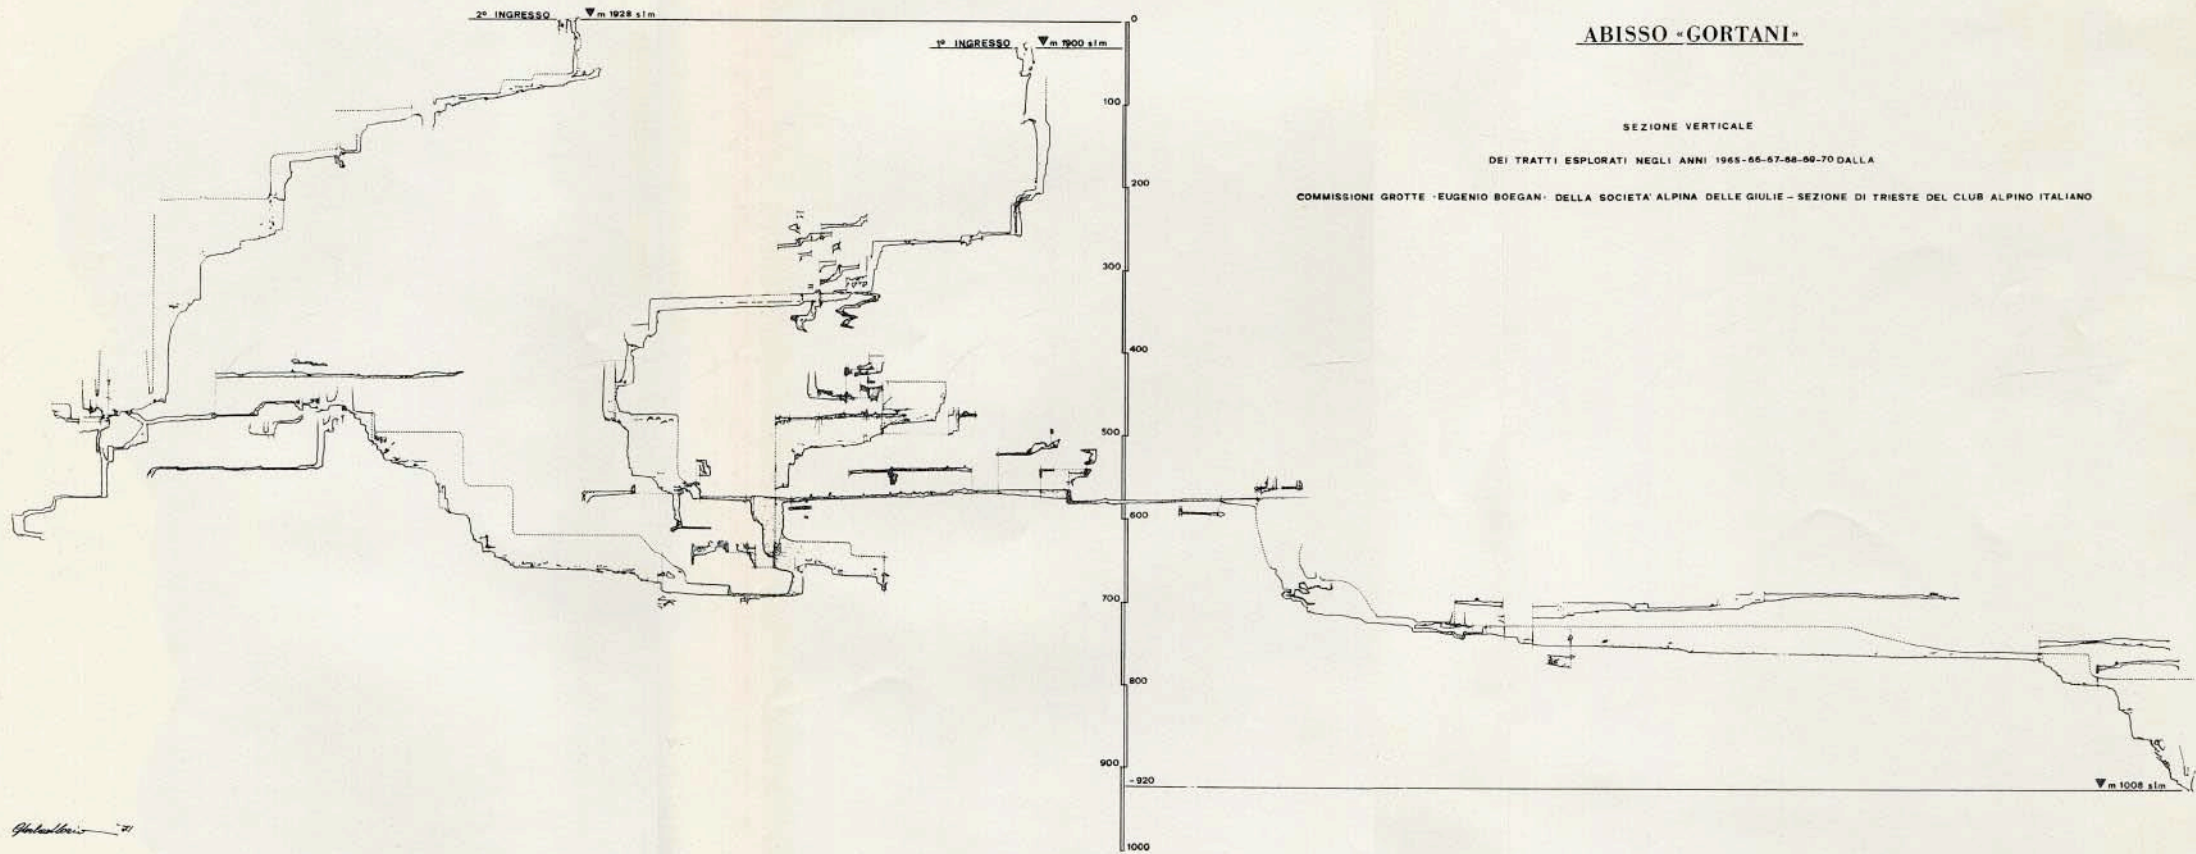 ABISSO «GORTANI»
SEZIONE VERTICALE
DEI TRATTI ESPLORATI NEGLI ANNI 1965-66-67-68-69-70 DALLA
COMMISSIONE GROTTE ·EUGENIO BOEGAN· DELLA SOCIETA' ALPINA DELLE GIULIE – SEZIONE DI TRIESTE DEL CLUB ALPINO ITALIANO
2° INGRESSO ▼m 1928 slm
1° INGRESSO ▼m 1900 slm
0
100
200
300
400
500
600
700
800
900
-920
▼m 1008 slm
1000
'71